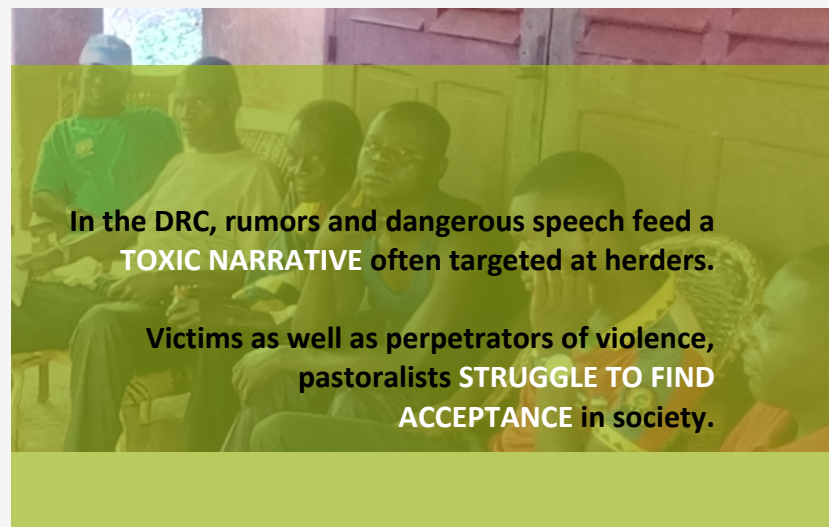 In the DRC, rumors and dangerous speech feed a
TOXIC NARRATIVE often targeted at herders.
Victims as well as perpetrators of violence,
pastoralists STRUGGLE TO FIND
ACCEPTANCE in society.